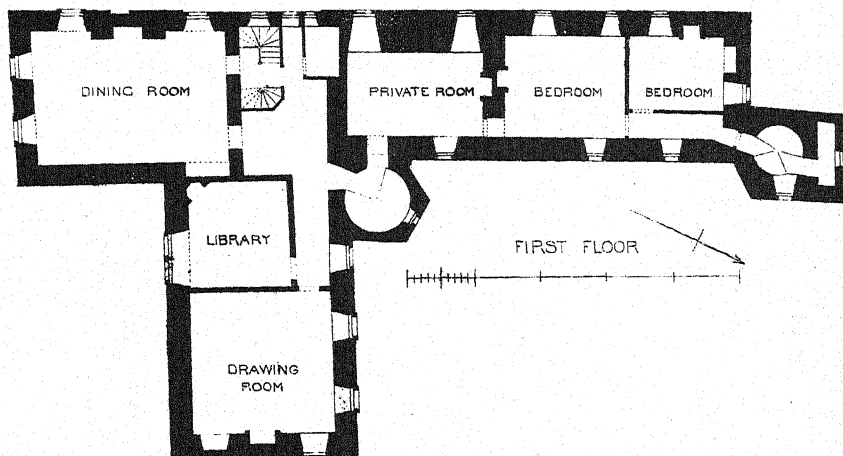 DINING ROOM
PRIVATE ROOM
BEDROOM
BEDROOM
LIBRARY
FIRST FLOOR
DRAWING
ROOM